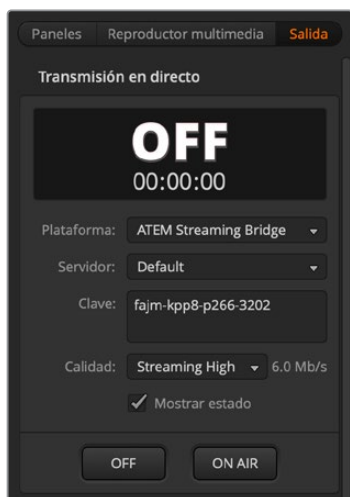 Paneles Reproductor multimedia Salida
Transmisión en directo
OFF
00:00:00
Plataforma: ATEM Streaming Bridge
Servidor: Default
Clave: fajm-kpp8-p266-3202
Calidad: Streaming High 6.0 Mb/s
Mostrar estado
OFF ON AIR